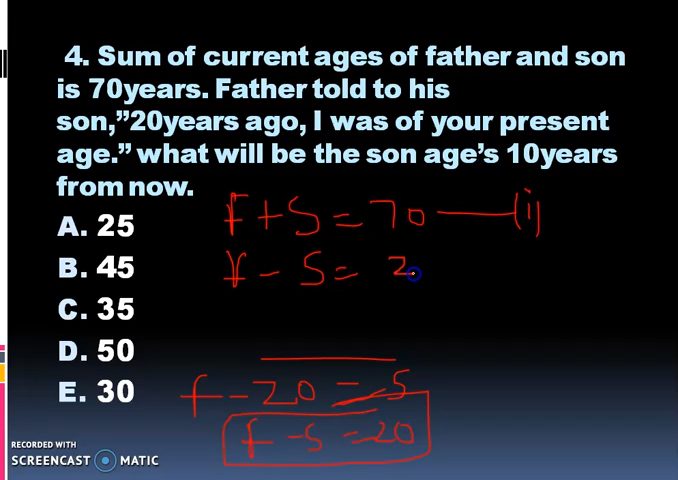 4. Sum of current ages of father and son
is 70years. Father told to his
son,”20years ago, I was of your present
age.” what will be the son age’s 10years
from now.
A. 25
B. 45
C. 35
D. 50
E. 30
F + S = 70 — (i)
F - S = 2
f - 20 = S
f - s = 20
RECORDED WITH
SCREENCAST MATIC